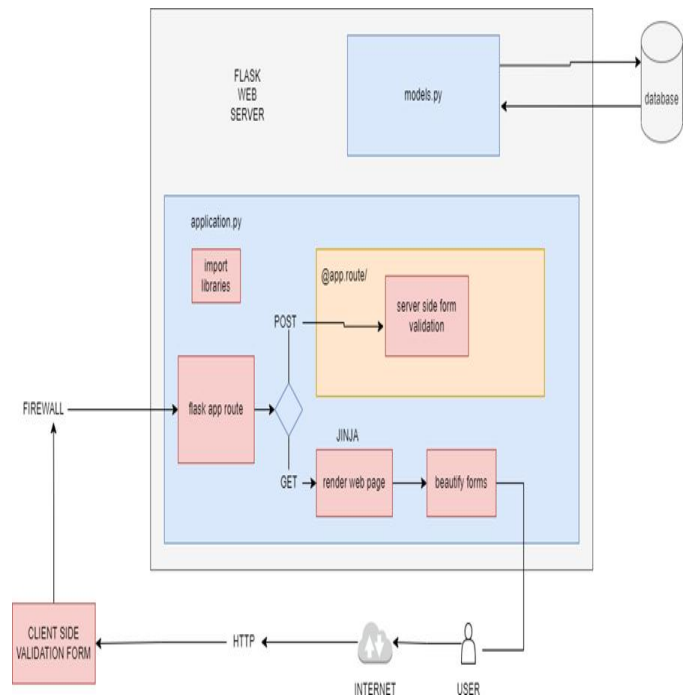 FLASK
WEB
SERVER
models.py
database
application.py
import
libraries
@app.route/
server side form
validation
POST
FIREWALL
flask app route
JINJA
GET
render web page
beautify forms
CLIENT SIDE
VALIDATION FORM
HTTP
INTERNET
USER